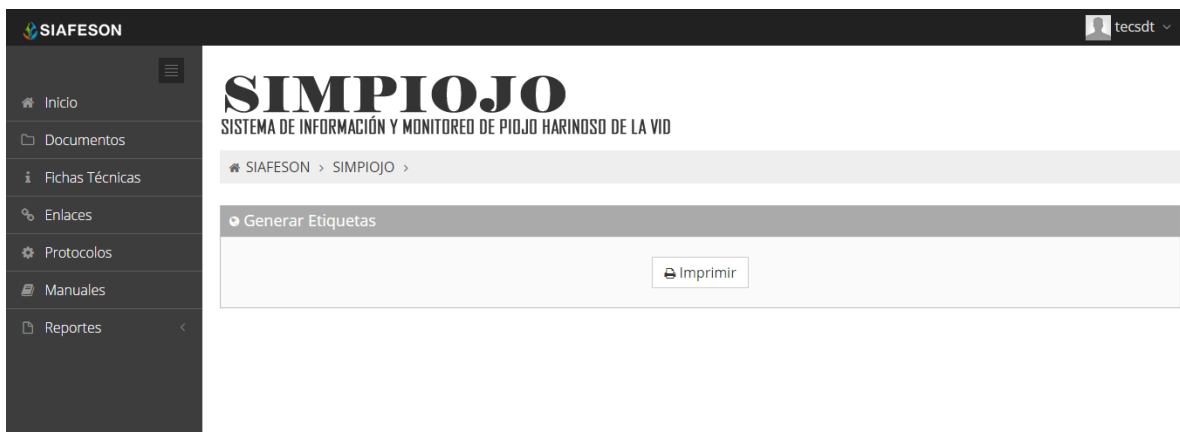 SIAFESON
tecsdt
Inicio
Documentos
Fichas Técnicas
Enlaces
Protocolos
Manuales
Reportes
SIMPIOJO
SISTEMA DE INFORMACIÓN Y MONITOREO DE PIOJO HARINOSO DE LA VID
SIAFESON > SIMPIOJO >
Generar Etiquetas
Imprimir